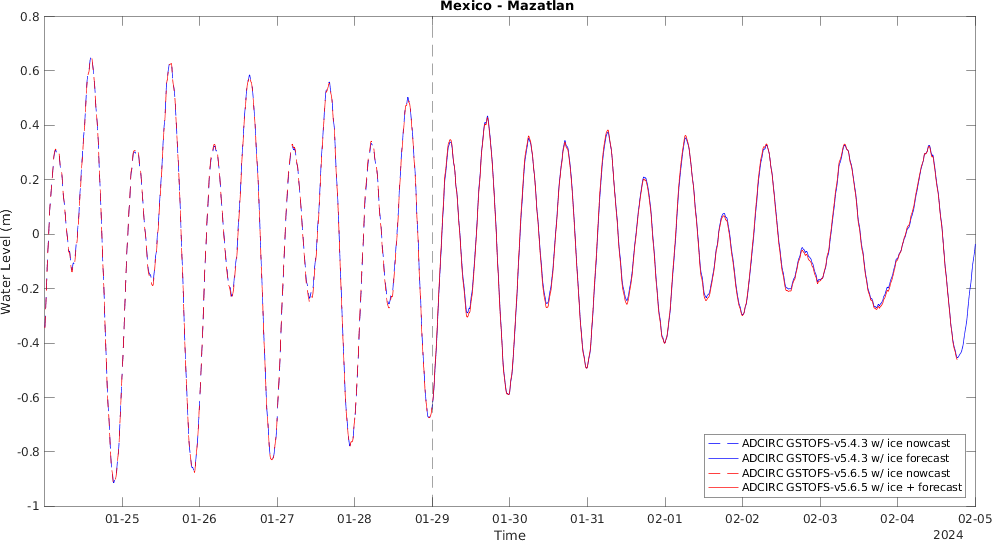 Mexico - Mazatlan
0.8
0.6
0.4
0.2
0
-0.2
-0.4
-0.6
-0.8
-1
Water Level (m)
ADCIRC GSTOFS-v5.4.3 w/ ice nowcast
ADCIRC GSTOFS-v5.4.3 w/ ice forecast
ADCIRC GSTOFS-v5.6.5 w/ ice nowcast
ADCIRC GSTOFS-v5.6.5 w/ ice + forecast
01-25 01-26 01-27 01-28 01-29 01-30 01-31 02-01 02-02 02-03 02-04 02-05
Time
2024